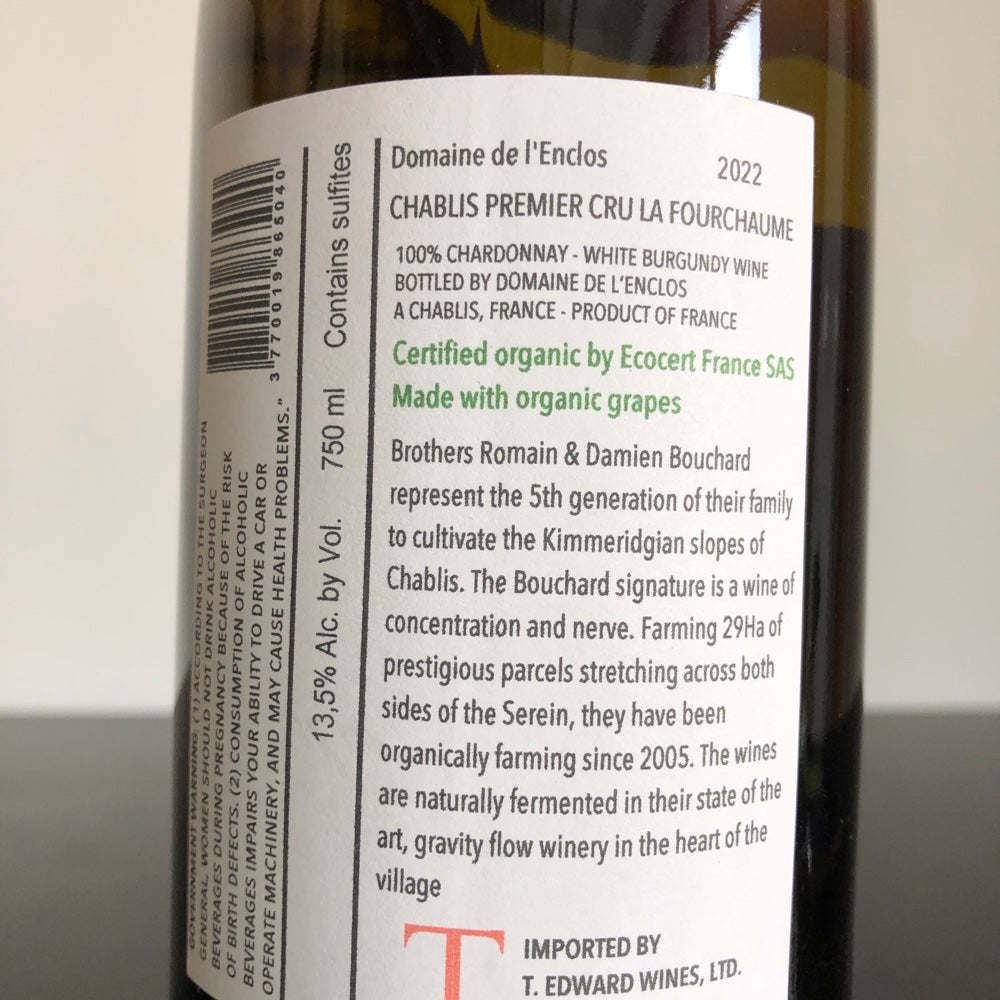 Domaine de l'Enclos 2022
CHABLIS PREMIER CRU LA FOURCHAUME
100% CHARDONNAY - WHITE BURGUNDY WINE
BOTTLED BY DOMAINE DE L'ENCLOS
A CHABLIS, FRANCE - PRODUCT OF FRANCE
Certified organic by Ecocert France SAS
Made with organic grapes
Brothers Romain & Damien Bouchard
represent the 5th generation of their family
to cultivate the Kimmeridgian slopes of
Chablis. The Bouchard signature is a wine of
concentration and nerve. Farming 29Ha of
prestigious parcels stretching across both
sides of the Serein, they have been
organically farming since 2005. The wines
are naturally fermented in their state of the
art, gravity flow winery in the heart of the
village
T
IMPORTED BY
T. EDWARD WINES, LTD.
13,5% Alc. by Vol. 750 ml Contains sulfites
3 770019 865040
GOVERNMENT WARNING: (1) ACCORDING TO THE SURGEON
GENERAL, WOMEN SHOULD NOT DRINK ALCOHOLIC
BEVERAGES DURING PREGNANCY BECAUSE OF THE RISK
OF BIRTH DEFECTS. (2) CONSUMPTION OF ALCOHOLIC
BEVERAGES IMPAIRS YOUR ABILITY TO DRIVE A CAR OR
OPERATE MACHINERY, AND MAY CAUSE HEALTH PROBLEMS."